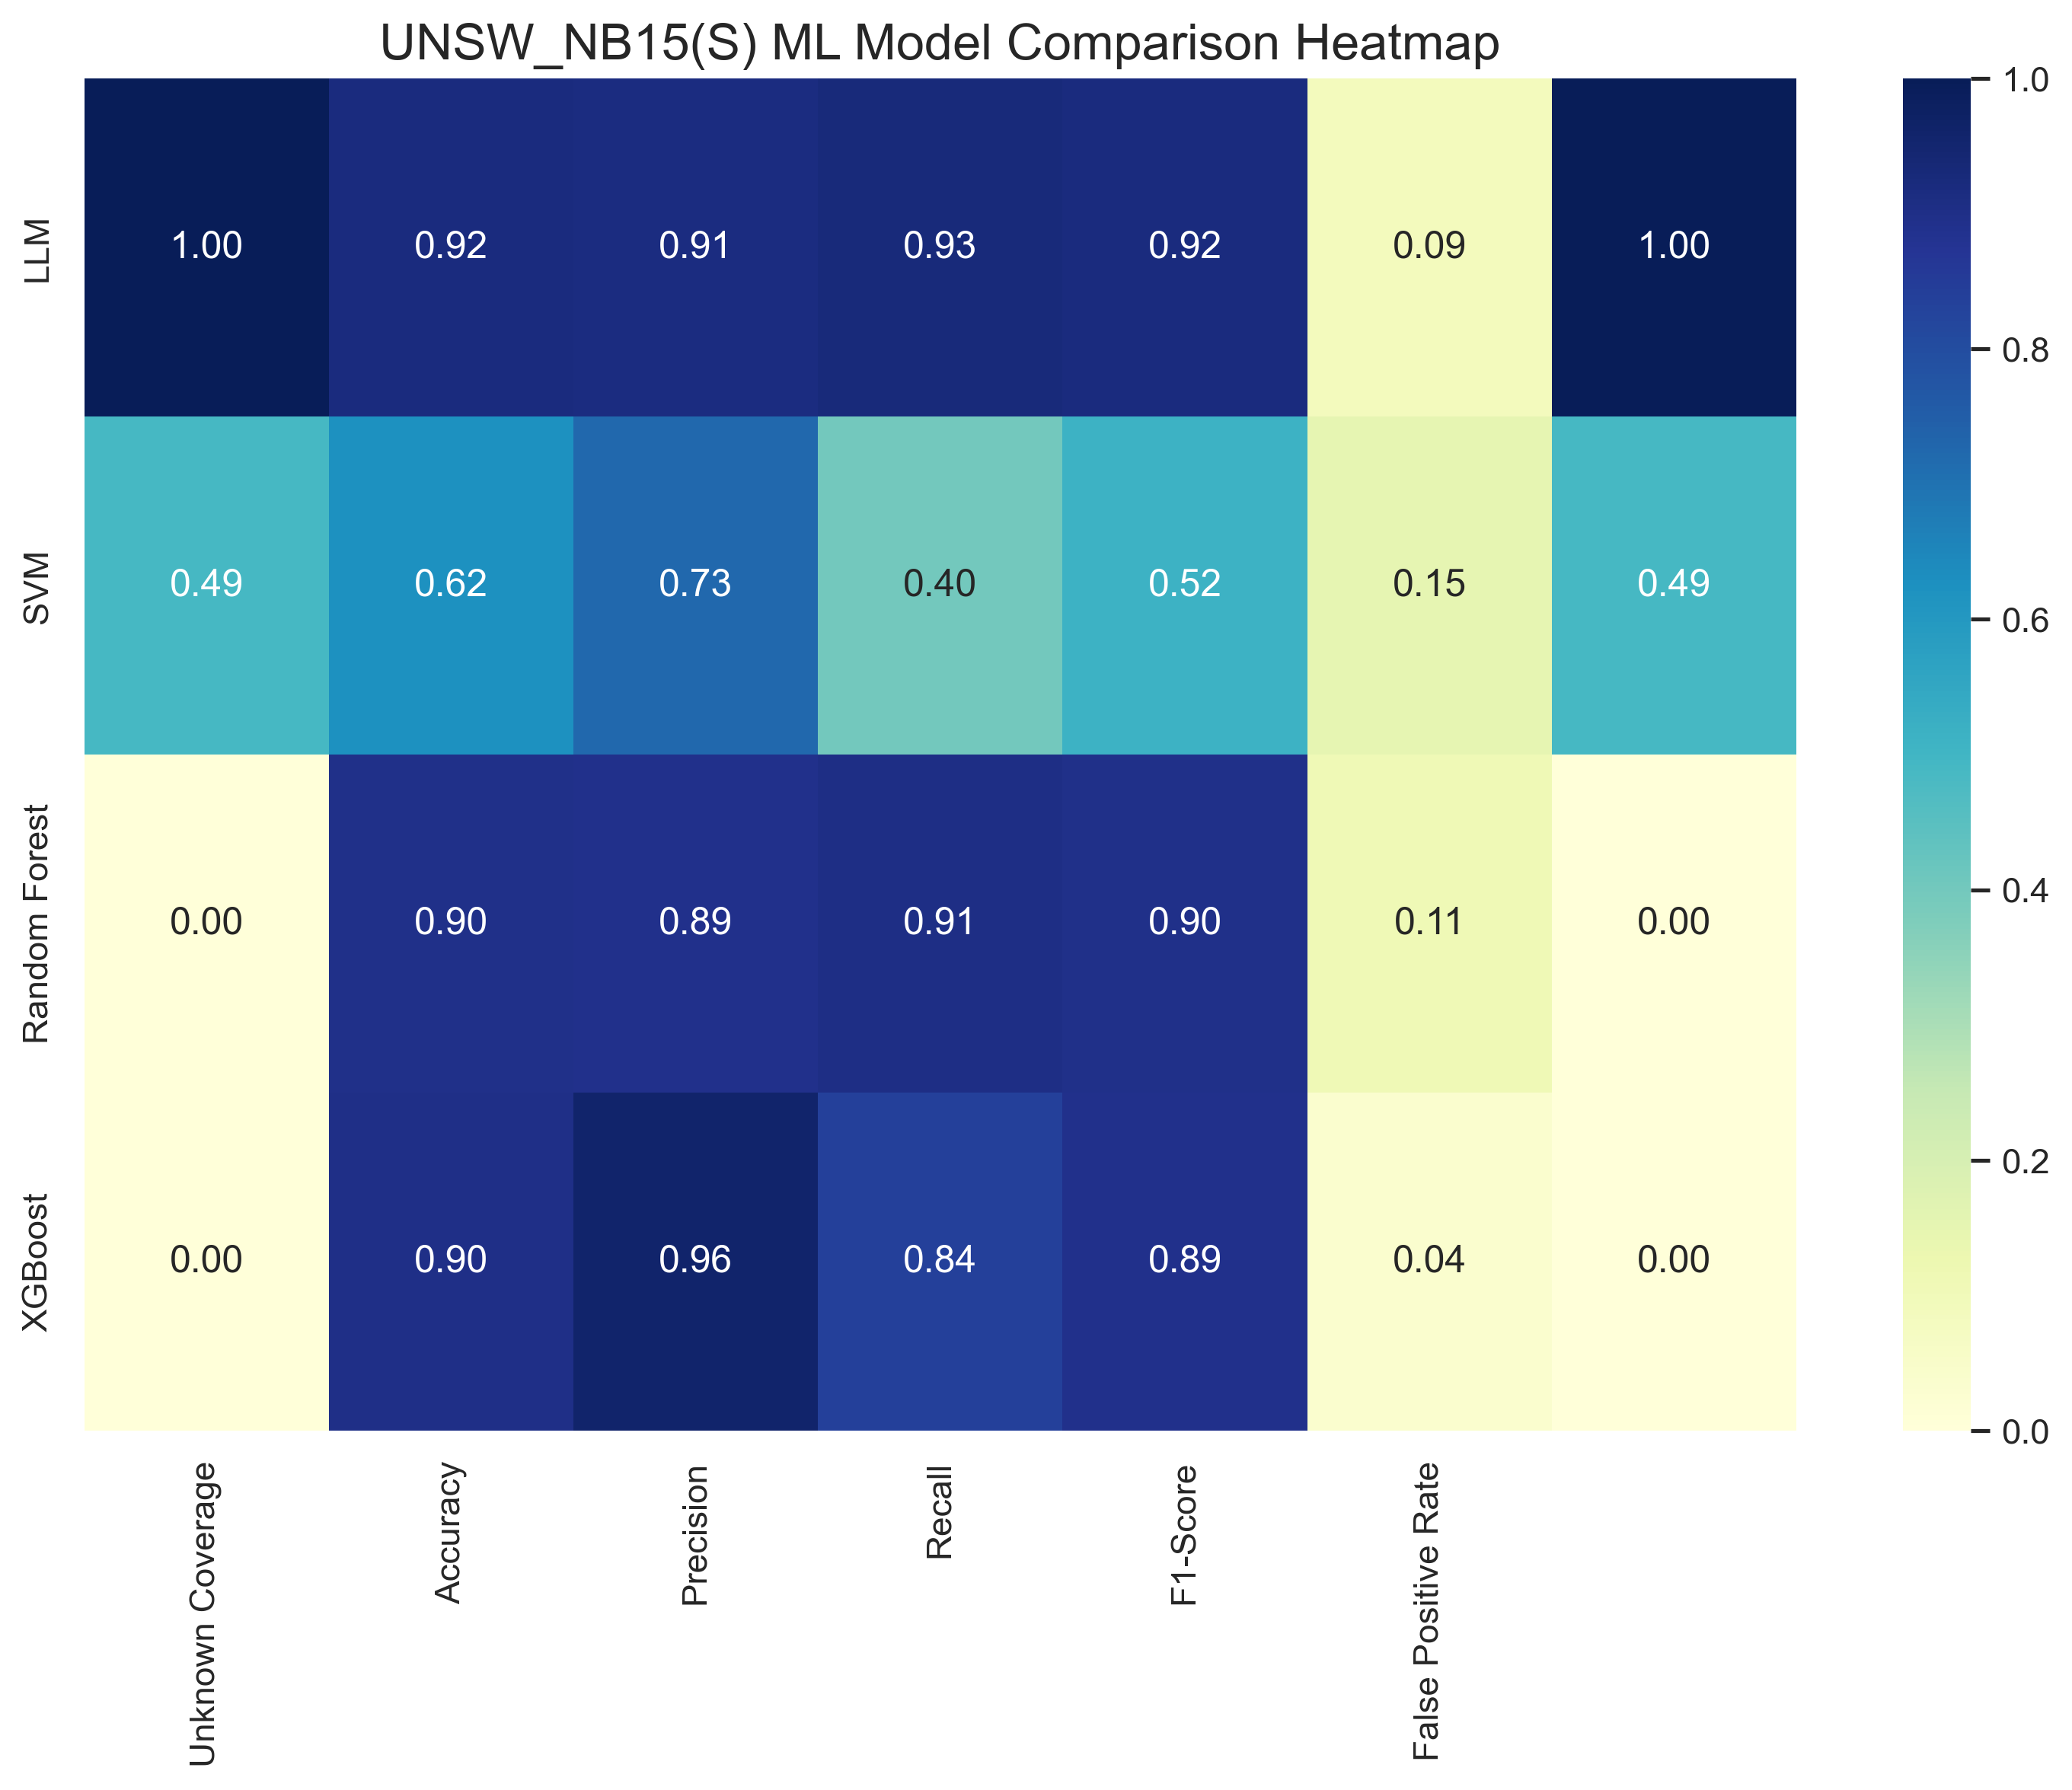 UNSW_NB15(S) ML Model Comparison Heatmap
LLM 1.00 0.92 0.91 0.93 0.92 0.09 1.00
SVM 0.49 0.62 0.73 0.40 0.52 0.15 0.49
Random Forest 0.00 0.90 0.89 0.91 0.90 0.11 0.00
XGBoost 0.00 0.90 0.96 0.84 0.89 0.04 0.00
Unknown Coverage
Accuracy
Precision
Recall
F1-Score
False Positive Rate
1.0
0.8
0.6
0.4
0.2
0.0